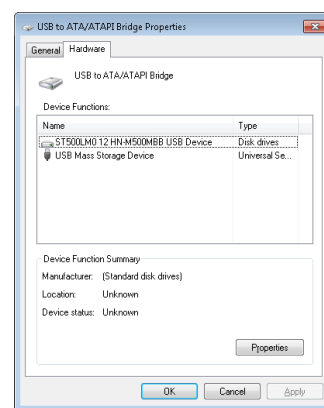 USB to ATA/ATAPI Bridge Properties
General Hardware
USB to ATA/ATAPI Bridge
Device Functions:
Name Type
ST500LM0 12 HN-M500MBB USB Device Disk drives
USB Mass Storage Device Universal Se...
Device Function Summary
Manufacturer: (Standard disk drives)
Location: Unknown
Device status: Unknown
Properties
OK Cancel Apply